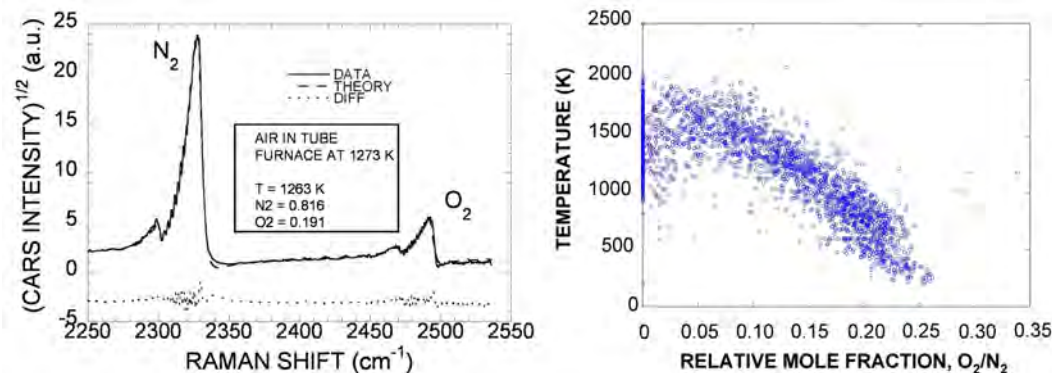 25
20
15
10
5
0
-5
(CARS INTENSITY)1/2 (a.u.)
N2
DATA
THEORY
DIFF
AIR IN TUBE
FURNACE AT 1273 K
T = 1263 K
N2 = 0.816
O2 = 0.191
O2
2250 2300 2350 2400 2450 2500 2550
RAMAN SHIFT (cm-1)
2500
2000
1500
1000
500
0
TEMPERATURE (K)
0 0.05 0.10 0.15 0.20 0.25 0.30 0.35
RELATIVE MOLE FRACTION, O2/N2